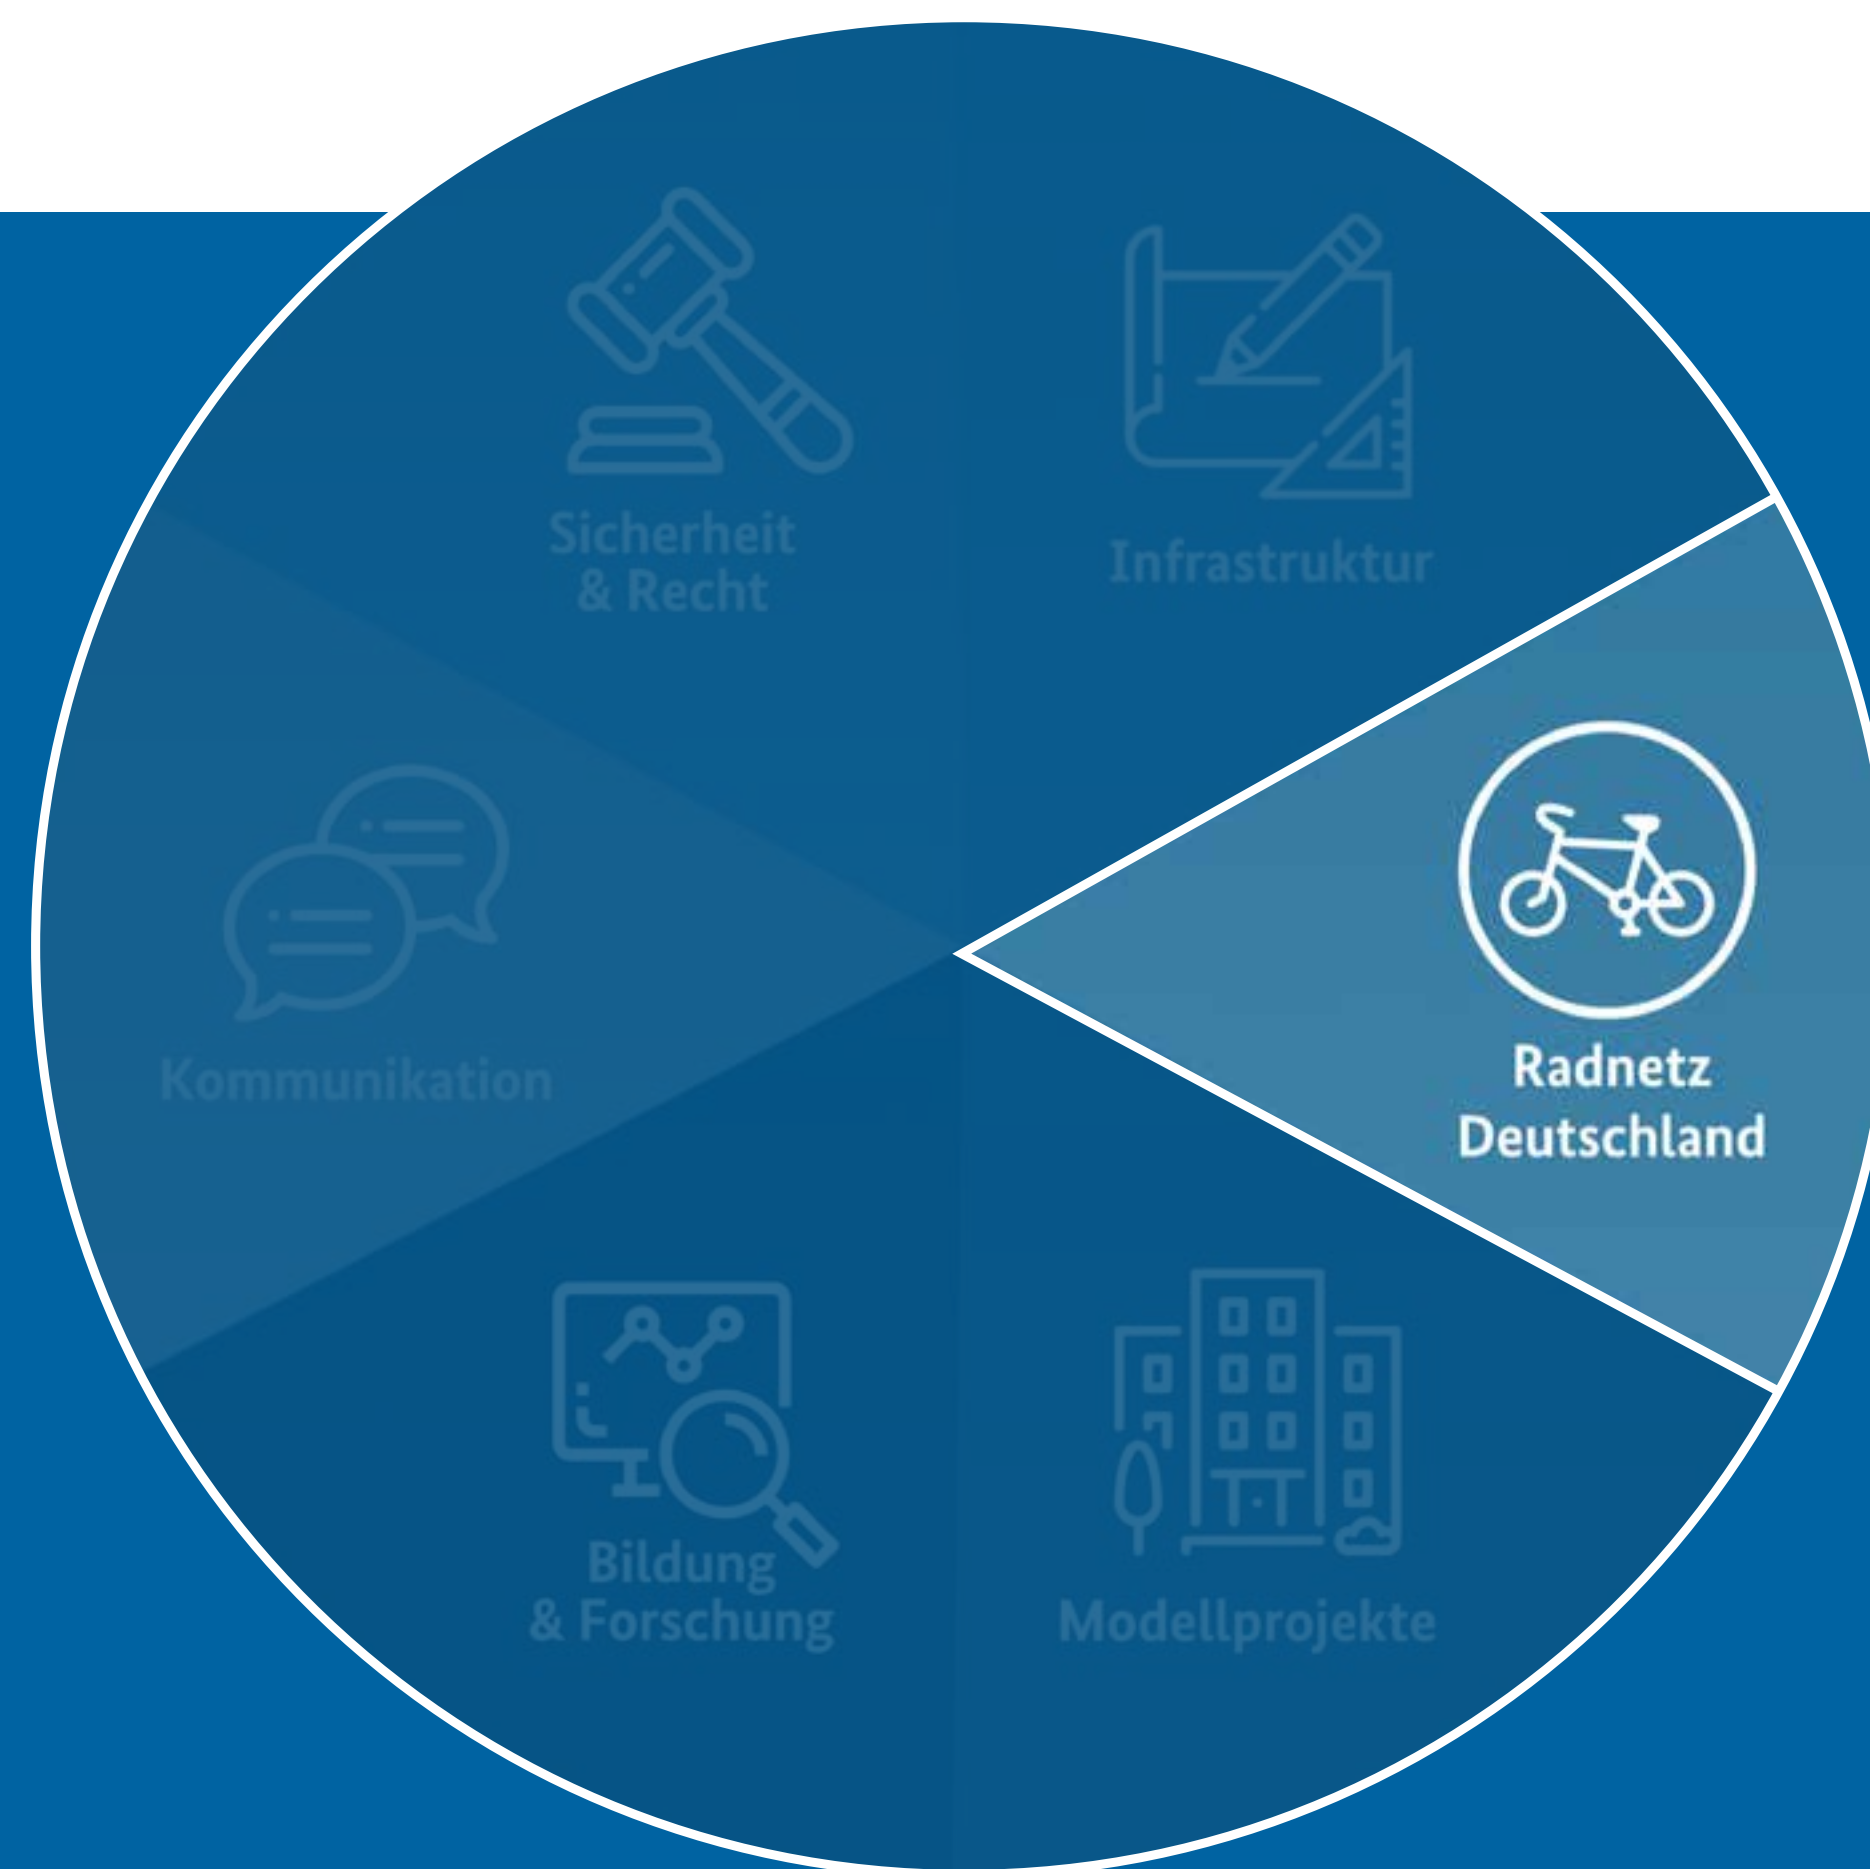 Sicherheit
& Recht
Infrastruktur
Radnetz
Deutschland
Kommunikation
Bildung
& Forschung
Modellprojekte